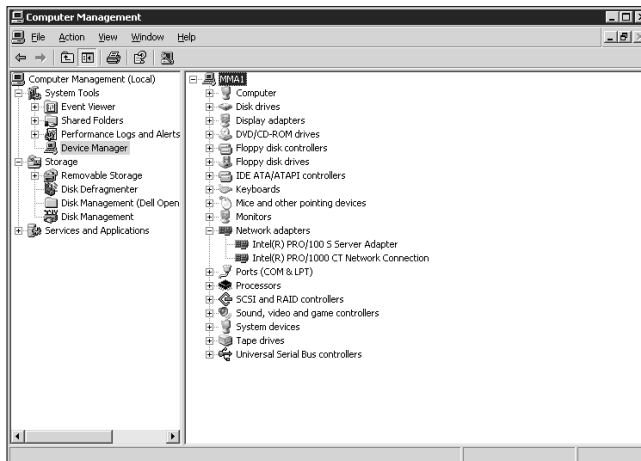 Computer Management
File Action View Window Help
Computer Management (Local)
System Tools
Event Viewer
Shared Folders
Performance Logs and Alerts
Device Manager
Storage
Removable Storage
Disk Defragmenter
Disk Management (Dell Open
Disk Management
Services and Applications
MMA1
Computer
Disk drives
Display adapters
DVD/CD-ROM drives
Floppy disk controllers
Floppy disk drives
IDE ATA/ATAPI controllers
Keyboards
Mice and other pointing devices
Monitors
Network adapters
Intel(R) PRO/100 S Server Adapter
Intel(R) PRO/1000 CT Network Connection
Ports (COM & LPT)
Processors
SCSI and RAID controllers
Sound, video and game controllers
System devices
Tape drives
Universal Serial Bus controllers